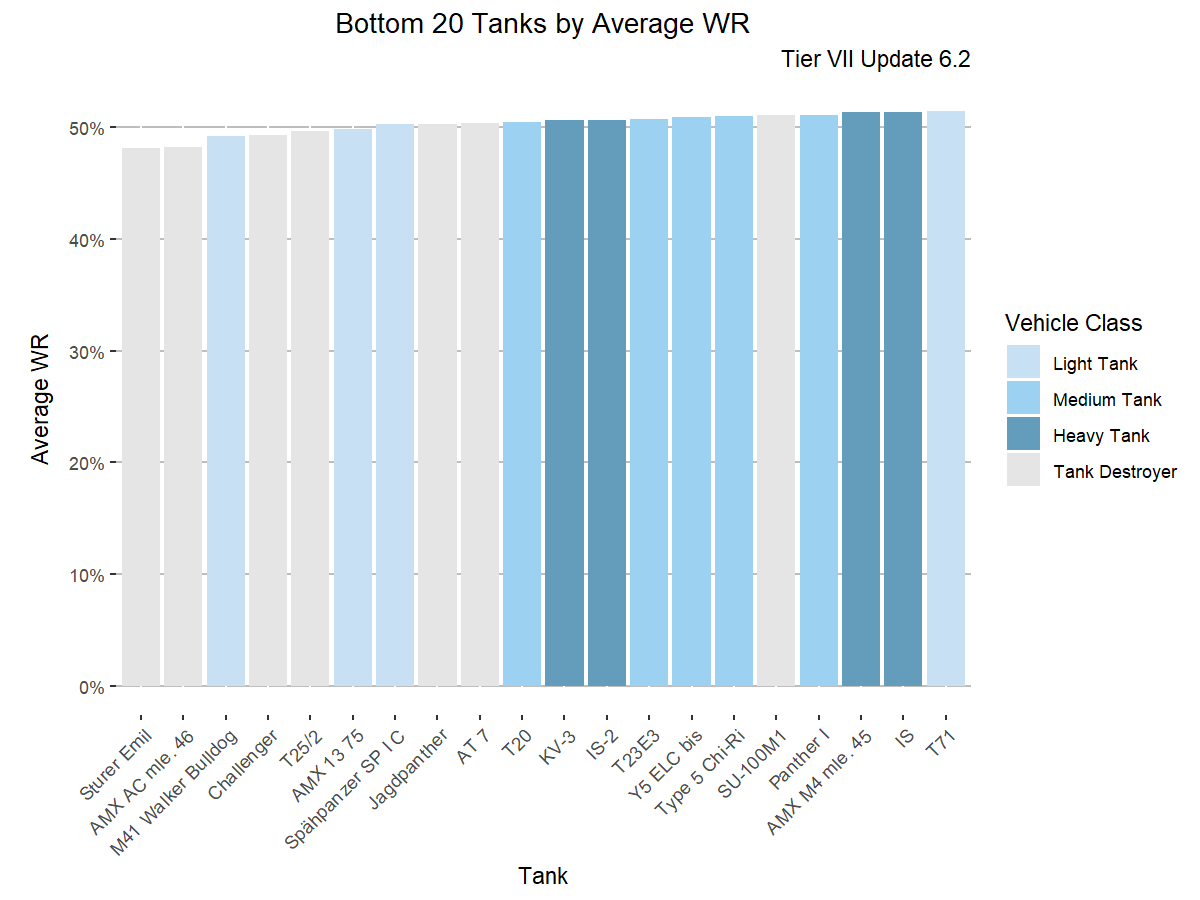 Bottom 20 Tanks by Average WR
Tier VII Update 6.2
Average WR
50%
40%
30%
20%
10%
0%
Sturer Emil
AMX AC mle. 46
M41 Walker Bulldog
Challenger
T25/2
AMX 13 75
Spähpanzer SP I C
Jagdpanther
AT 7
T20
KV-3
IS-2
T23E3
Y5 ELC bis
Type 5 Chi-Ri
SU-100M1
Panther I
AMX M4 mle. 45
IS
T71
Tank
Vehicle Class
Light Tank
Medium Tank
Heavy Tank
Tank Destroyer